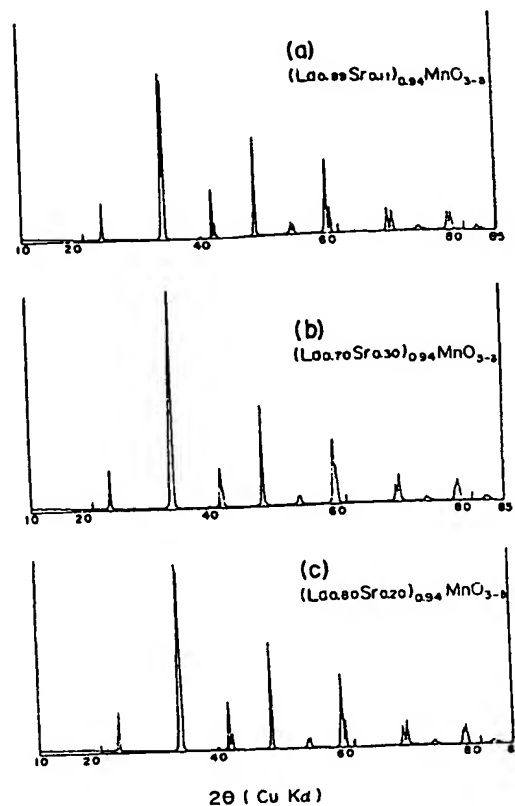 (a)
(La0.89Sr0.11)0.94MnO3-δ
10 20 40 60 80 85
(b)
(La0.70Sr0.30)0.94MnO3-δ
10 20 40 60 80 85
(c)
(La0.80Sr0.20)0.94MnO3-δ
10 20 40 60 80 85
2θ (Cu Kα)